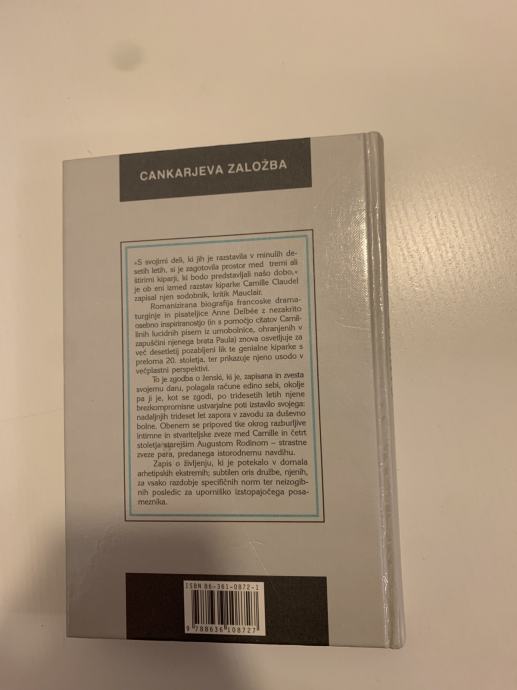 CANKARJEVA ZALOŽBA
»S svojimi deli, ki jih je razstavila v minulih de-
setih letih, si je zagotovila prostor med tremi ali
štirimi kiparji, ki bodo predstavljali našo dobo,«
je ob eni izmed razstav kiparke Camille Claudel
zapisal njen sodobnik, kritik Mauclair.
Romanizirana biografija francoske drama-
turginje in pisateljice Anne Delbée z nezakrito
osebno inspiriranostjo (in s pomočjo citatov Camil-
linih lucidnih pisem iz umobolnice, ohranjenih v
zapuščini njenega brata Paula) znova osvetljuje za
več desetletij pozabljeni lik te genialne kiparke s
preloma 20. stoletja, ter prikazuje njeno usodo v
večplastni perspektivi.
To je zgodba o ženski, ki je, zapisana in zvesta
svojemu daru, polagala račune edino sebi, okolje
pa ji je, kot se zgodi, po tridesetih letih njene
brezkompromisne ustvarjalne poti izstavilo svojega:
nadaljnjih trideset let zapora v zavodu za duševno
bolne. Obenem se pripoved tke okrog razburljive
intimne in stvariteljske zveze med Camille in četrt
stoletja starejšim Augustom Rodinom – strastne
zveze para, predanega istorodnemu navdihu.
Zapis o življenju, ki je potekalo v domala
arhetipskih ekstremih; subtilen oris družbe, njenih,
za vsako razdobje specifičnih norm ter neizogib-
nih posledic za uporniško izstopajočega posa-
meznika.
ISBN 86-361-0872-1
9 788636 108727